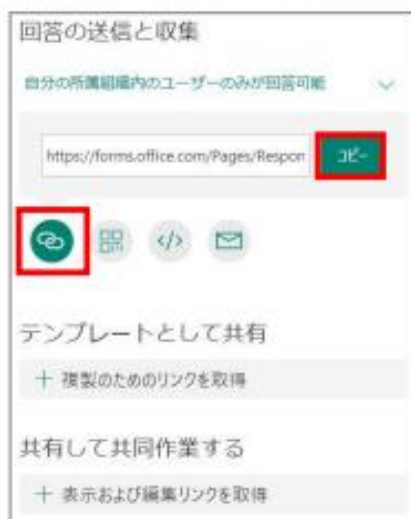 回答の送信と収集
自分の所属組織内のユーザーのみが回答可能
https://forms.office.com/Pages/Respon コピー
</>
テンプレートとして共有
+ 複製のためのリンクを取得
共有して共同作業する
+ 表示および編集リンクを取得